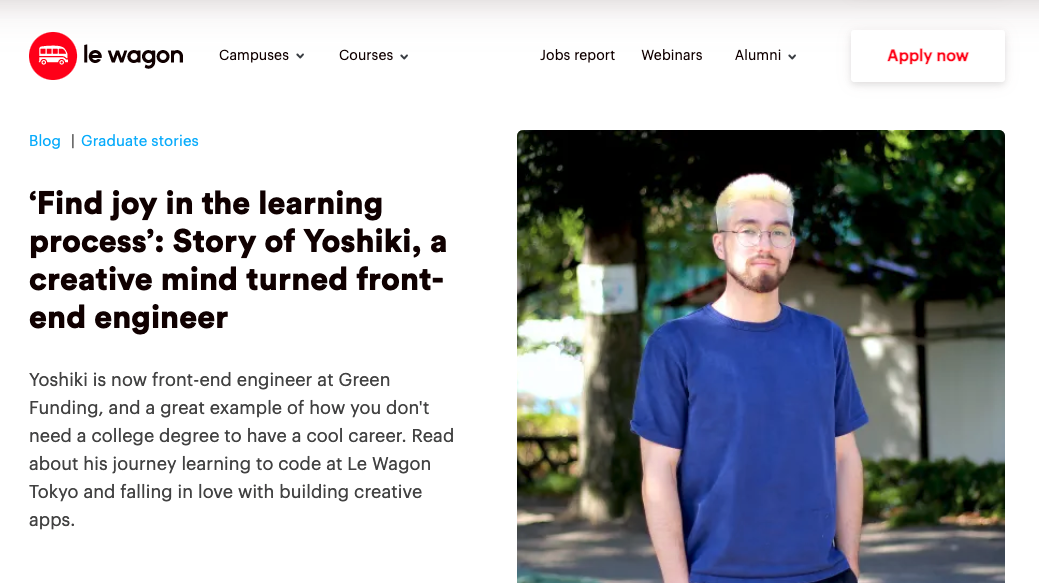 le wagon
Campuses
Courses
Jobs report
Webinars
Alumni
Apply now
Blog | Graduate stories
‘Find joy in the learning
process’: Story of Yoshiki, a
creative mind turned front-
end engineer
Yoshiki is now front-end engineer at Green
Funding, and a great example of how you don't
need a college degree to have a cool career. Read
about his journey learning to code at Le Wagon
Tokyo and falling in love with building creative
apps.